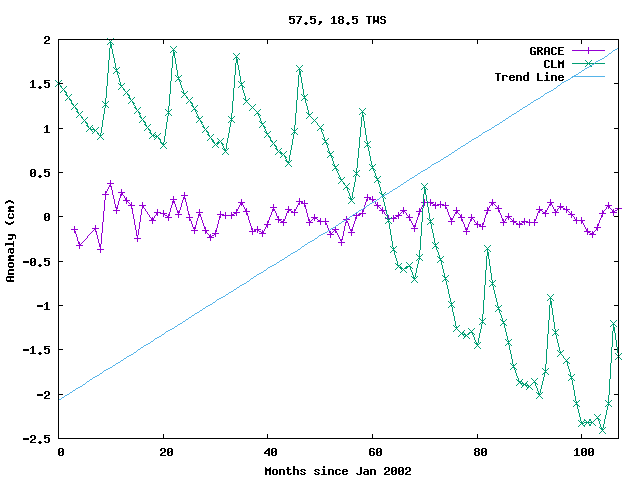 57.5, 18.5 TWS
GRACE
CLM
Trend Line
2
1.5
1
0.5
0
-0.5
-1
-1.5
-2
-2.5
Anomaly (cm)
0 20 40 60 80 100
Months since Jan 2002